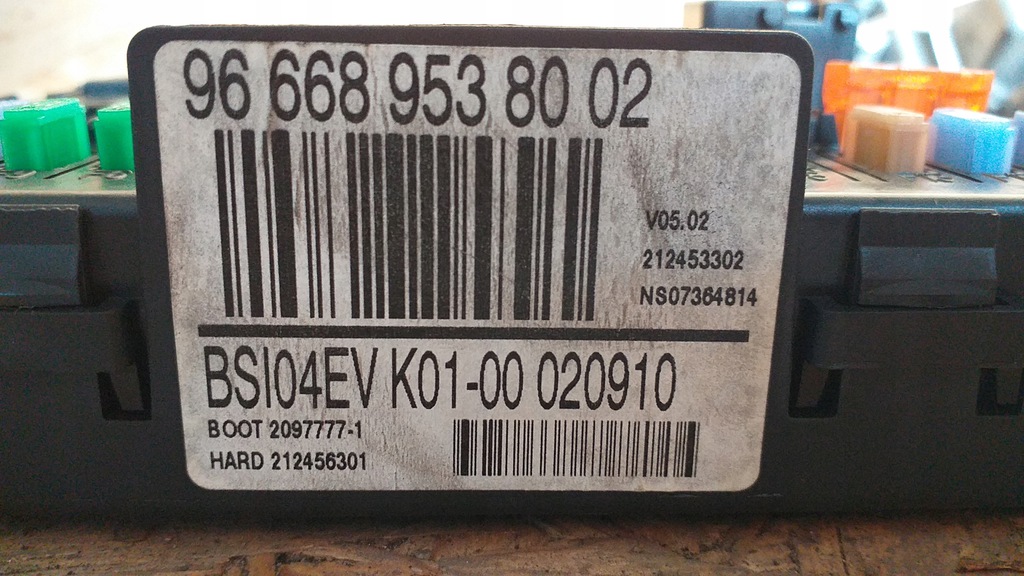 96 668 953 80 02
V05.02
212453302
NS07364814
BSI04EV K01-00 020910
BOOT 2097777-1
HARD 212456301